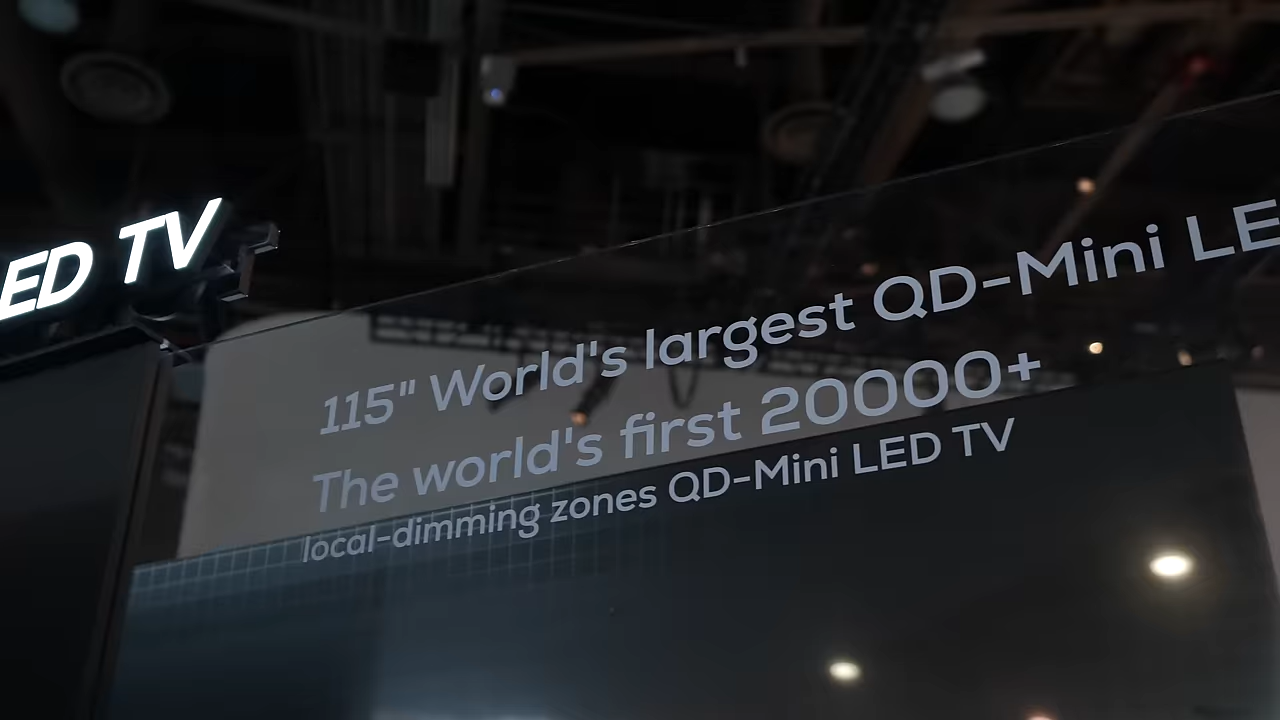 ED TV
115" World's largest QD-Mini LE
The world's first 20000+
local-dimming zones QD-Mini LED TV